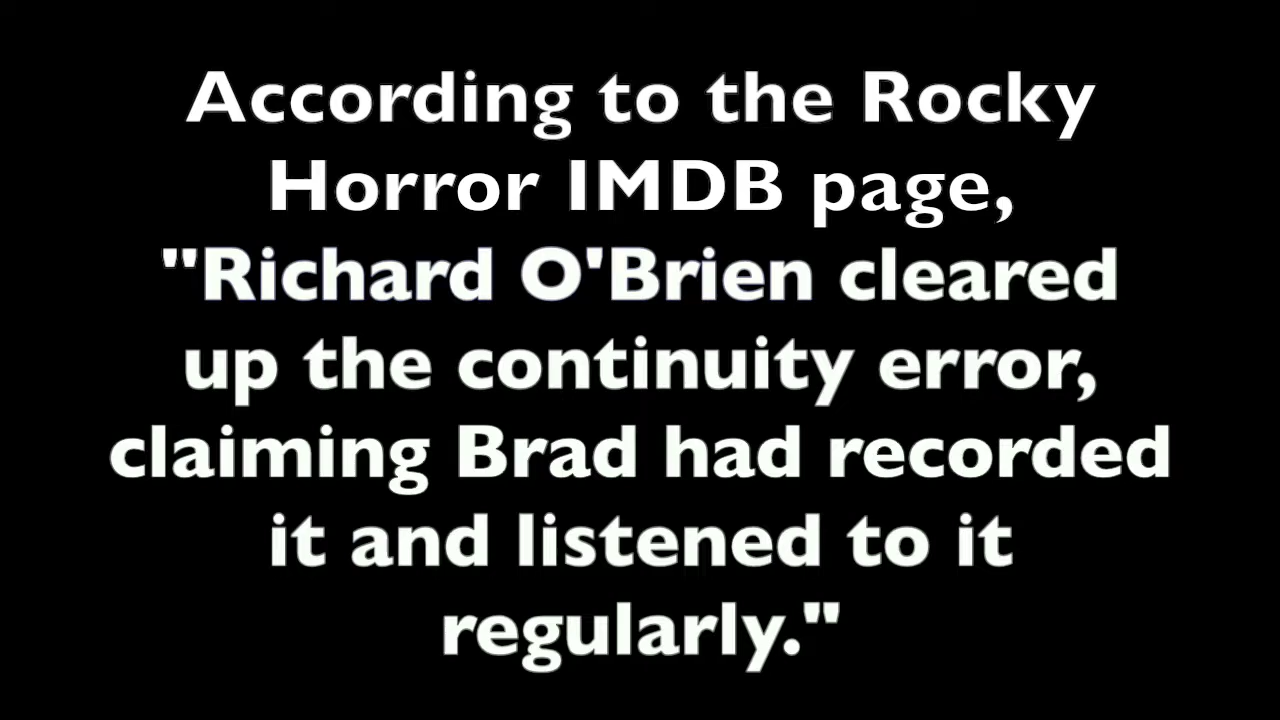 According to the Rocky
Horror IMDB page,
"Richard O'Brien cleared
up the continuity error,
claiming Brad had recorded
it and listened to it
regularly."